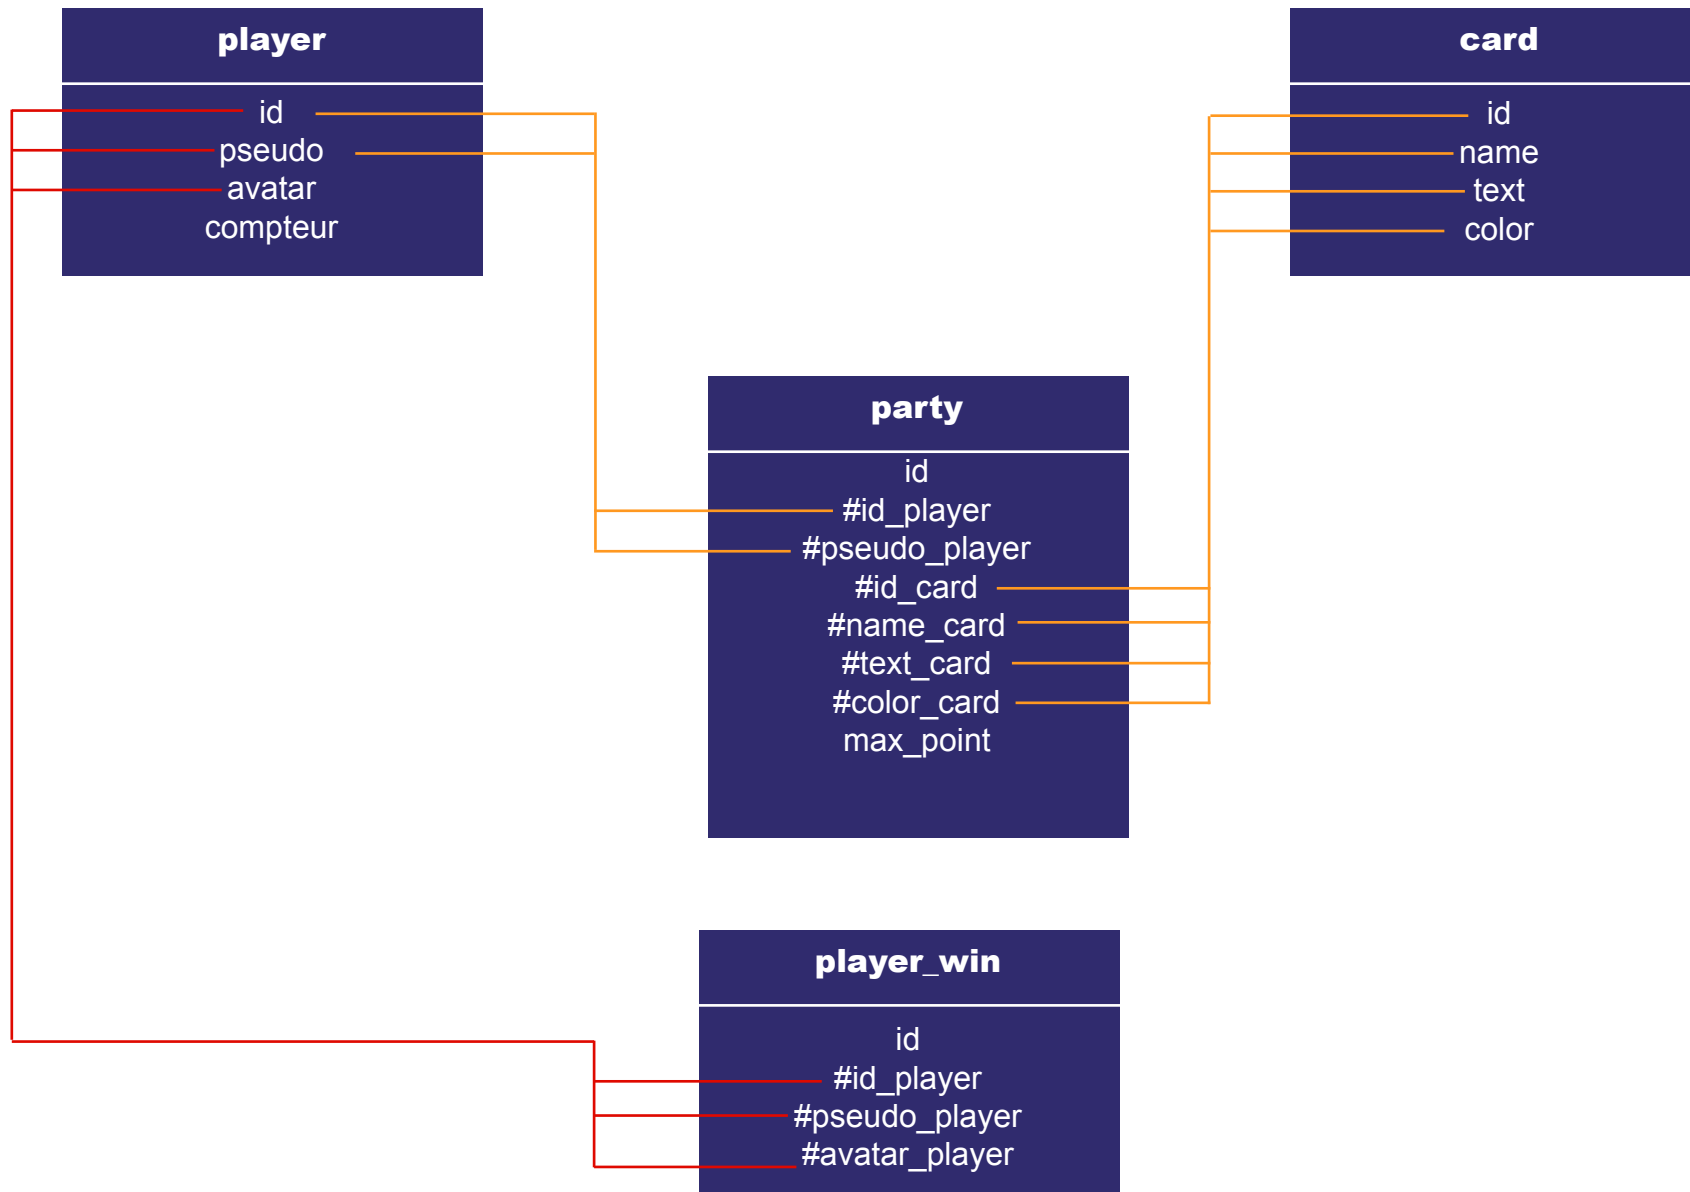 player
id
pseudo
avatar
compteur
card
id
name
text
color
party
id
#id_player
#pseudo_player
#id_card
#name_card
#text_card
#color_card
max_point
player_win
id
#id_player
#pseudo_player
#avatar_player